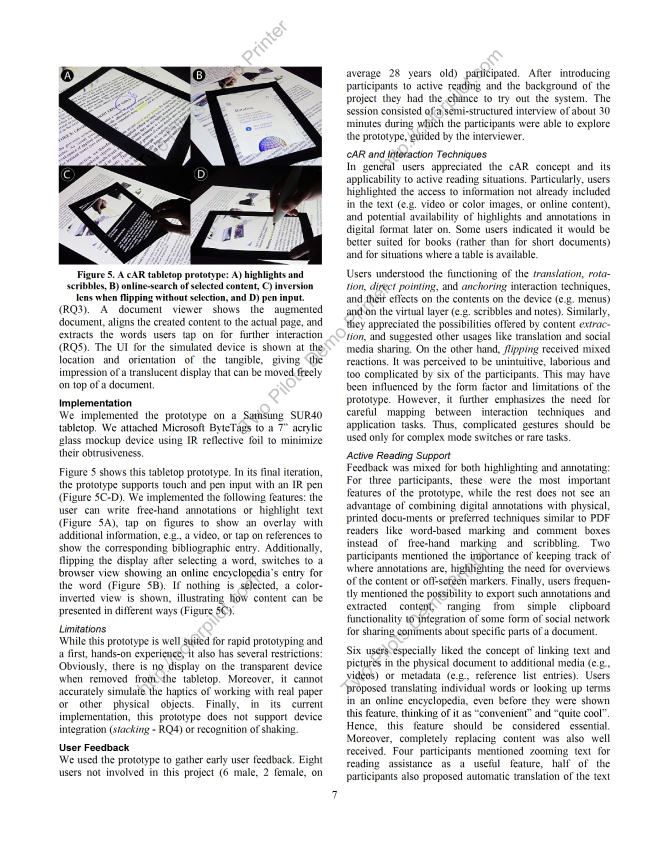 A
B
C
D
Figure 5. A cAR tabletop prototype: A) highlights and
scribbles, B) online-search of selected content, C) inversion
lens when flipping without selection, and D) pen input.
(RQ3). A document viewer shows the augmented
document, aligns the created content to the actual page, and
extracts the words users tap on for further interaction
(RQ5). The UI for the simulated device is shown at the
location and orientation of the tangible, giving the
impression of a translucent display that can be moved freely
on top of a document.
Implementation
We implemented the prototype on a Samsung SUR40
tabletop. We attached Microsoft ByteTags to a 7” acrylic
glass mockup device using IR reflective foil to minimize
their obtrusiveness.
Figure 5 shows this tabletop prototype. In its final iteration,
the prototype supports touch and pen input with an IR pen
(Figure 5C-D). We implemented the following features: the
user can write free-hand annotations or highlight text
(Figure 5A), tap on figures to show an overlay with
additional information, e.g., a video, or tap on references to
show the corresponding bibliographic entry. Additionally,
flipping the display after selecting a word, switches to a
browser view showing an online encyclopedia`s entry for
the word (Figure 5B). If nothing is selected, a color-
inverted view is shown, illustrating how content can be
presented in different ways (Figure 5C).
Limitations
While this prototype is well suited for rapid prototyping and
a first, hands-on experience, it also has several restrictions:
Obviously, there is no display on the transparent device
when removed from the tabletop. Moreover, it cannot
accurately simulate the haptics of working with real paper
or other physical objects. Finally, in its current
implementation, this prototype does not support device
integration (stacking - RQ4) or recognition of shaking.
User Feedback
We used the prototype to gather early user feedback. Eight
users not involved in this project (6 male, 2 female, on
average 28 years old) participated. After introducing
participants to active reading and the background of the
project they had the chance to try out the system. The
session consisted of a semi-structured interview of about 30
minutes during which the participants were able to explore
the prototype, guided by the interviewer.
cAR and Interaction Techniques
In general users appreciated the cAR concept and its
applicability to active reading situations. Particularly, users
highlighted the access to information not already included
in the text (e.g. video or color images, or online content),
and potential availability of highlights and annotations in
digital format later on. Some users indicated it would be
better suited for books (rather than for short documents)
and for situations where a table is available.
Users understood the functioning of the translation, rota-
tion, direct pointing, and anchoring interaction techniques,
and their effects on the contents on the device (e.g. menus)
and on the virtual layer (e.g. scribbles and notes). Similarly,
they appreciated the possibilities offered by content extrac-
tion, and suggested other usages like translation and social
media sharing. On the other hand, flipping received mixed
reactions. It was perceived to be unintuitive, laborious and
too complicated by six of the participants. This may have
been influenced by the form factor and limitations of the
prototype. However, it further emphasizes the need for
careful mapping between interaction techniques and
application tasks. Thus, complicated gestures should be
used only for complex mode switches or rare tasks.
Active Reading Support
Feedback was mixed for both highlighting and annotating:
For three participants, these were the most important
features of the prototype, while the rest does not see an
advantage of combining digital annotations with physical,
printed docu-ments or preferred techniques similar to PDF
readers like word-based marking and comment boxes
instead of free-hand marking and scribbling. Two
participants mentioned the importance of keeping track of
where annotations are, highlighting the need for overviews
of the content or off-screen markers. Finally, users frequen-
tly mentioned the possibility to export such annotations and
extracted content, ranging from simple clipboard
functionality to integration of some form of social network
for sharing comments about specific parts of a document.
Six users especially liked the concept of linking text and
pictures in the physical document to additional media (e.g.,
videos) or metadata (e.g., reference list entries). Users
proposed translating individual words or looking up terms
in an online encyclopedia, even before they were shown
this feature, thinking of it as “convenient” and “quite cool”.
Hence, this feature should be considered essential.
Moreover, completely replacing content was also well
received. Four participants mentioned zooming text for
reading assistance as a useful feature, half of the
participants also proposed automatic translation of the text
7